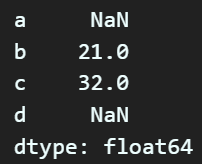 a     NaN
b    21.0
c    32.0
d     NaN
dtype: float64